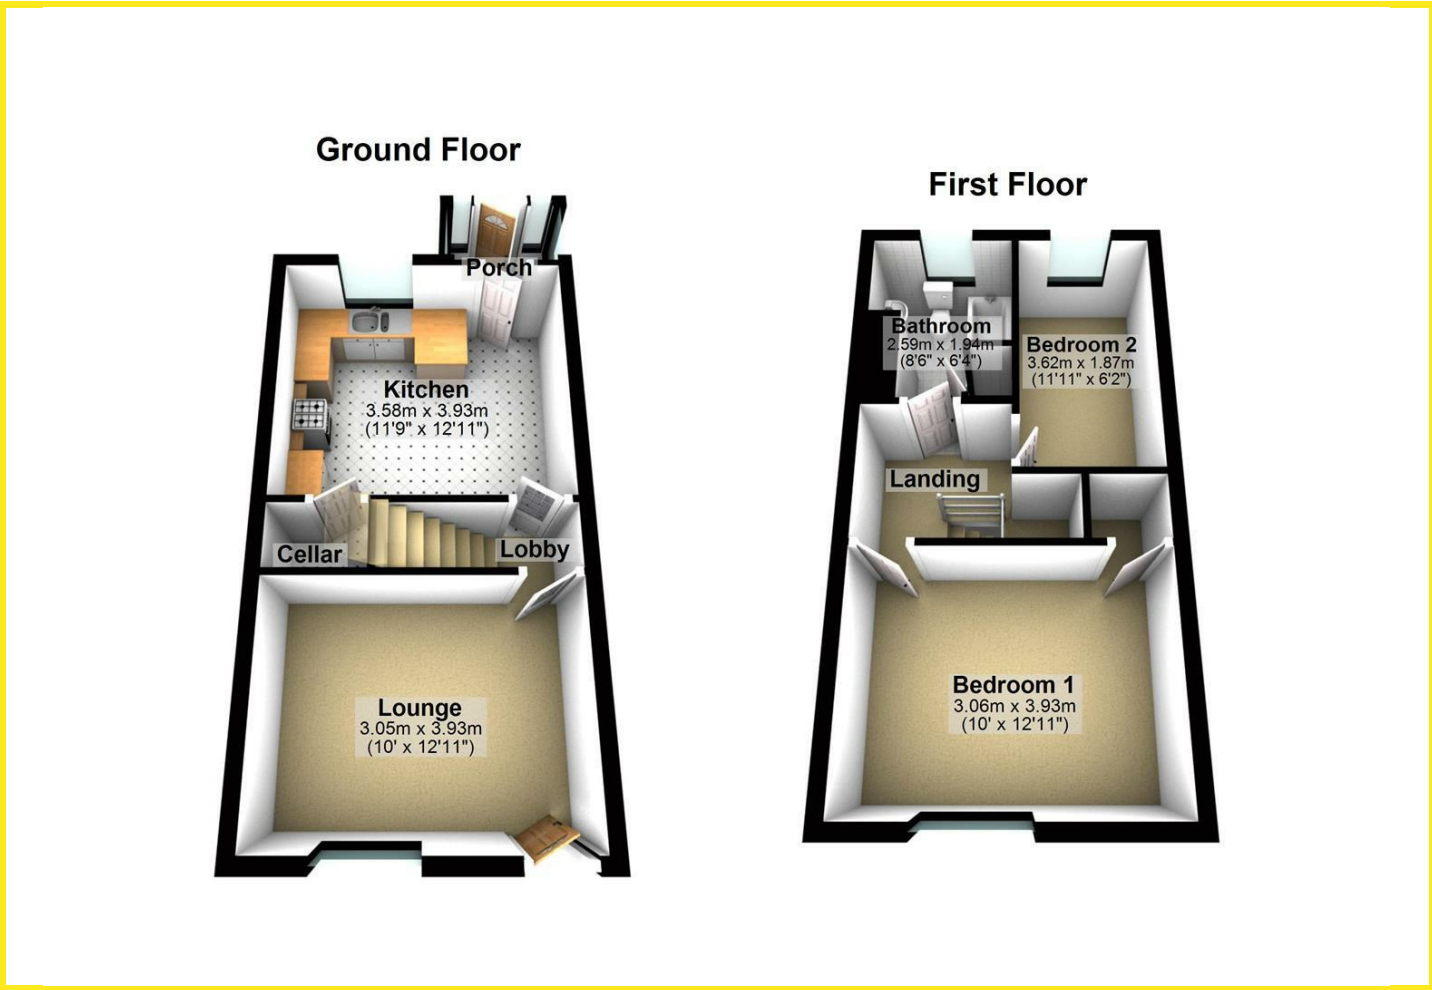 Ground Floor
Porch
Kitchen
3.58m x 3.93m
(11'9" x 12'11")
Cellar
Lobby
Lounge
3.05m x 3.93m
(10' x 12'11")
First Floor
Bathroom
2.59m x 1.94m
(8'6" x 6'4")
Bedroom 2
3.62m x 1.87m
(11'11" x 6'2")
Landing
Bedroom 1
3.06m x 3.93m
(10' x 12'11")